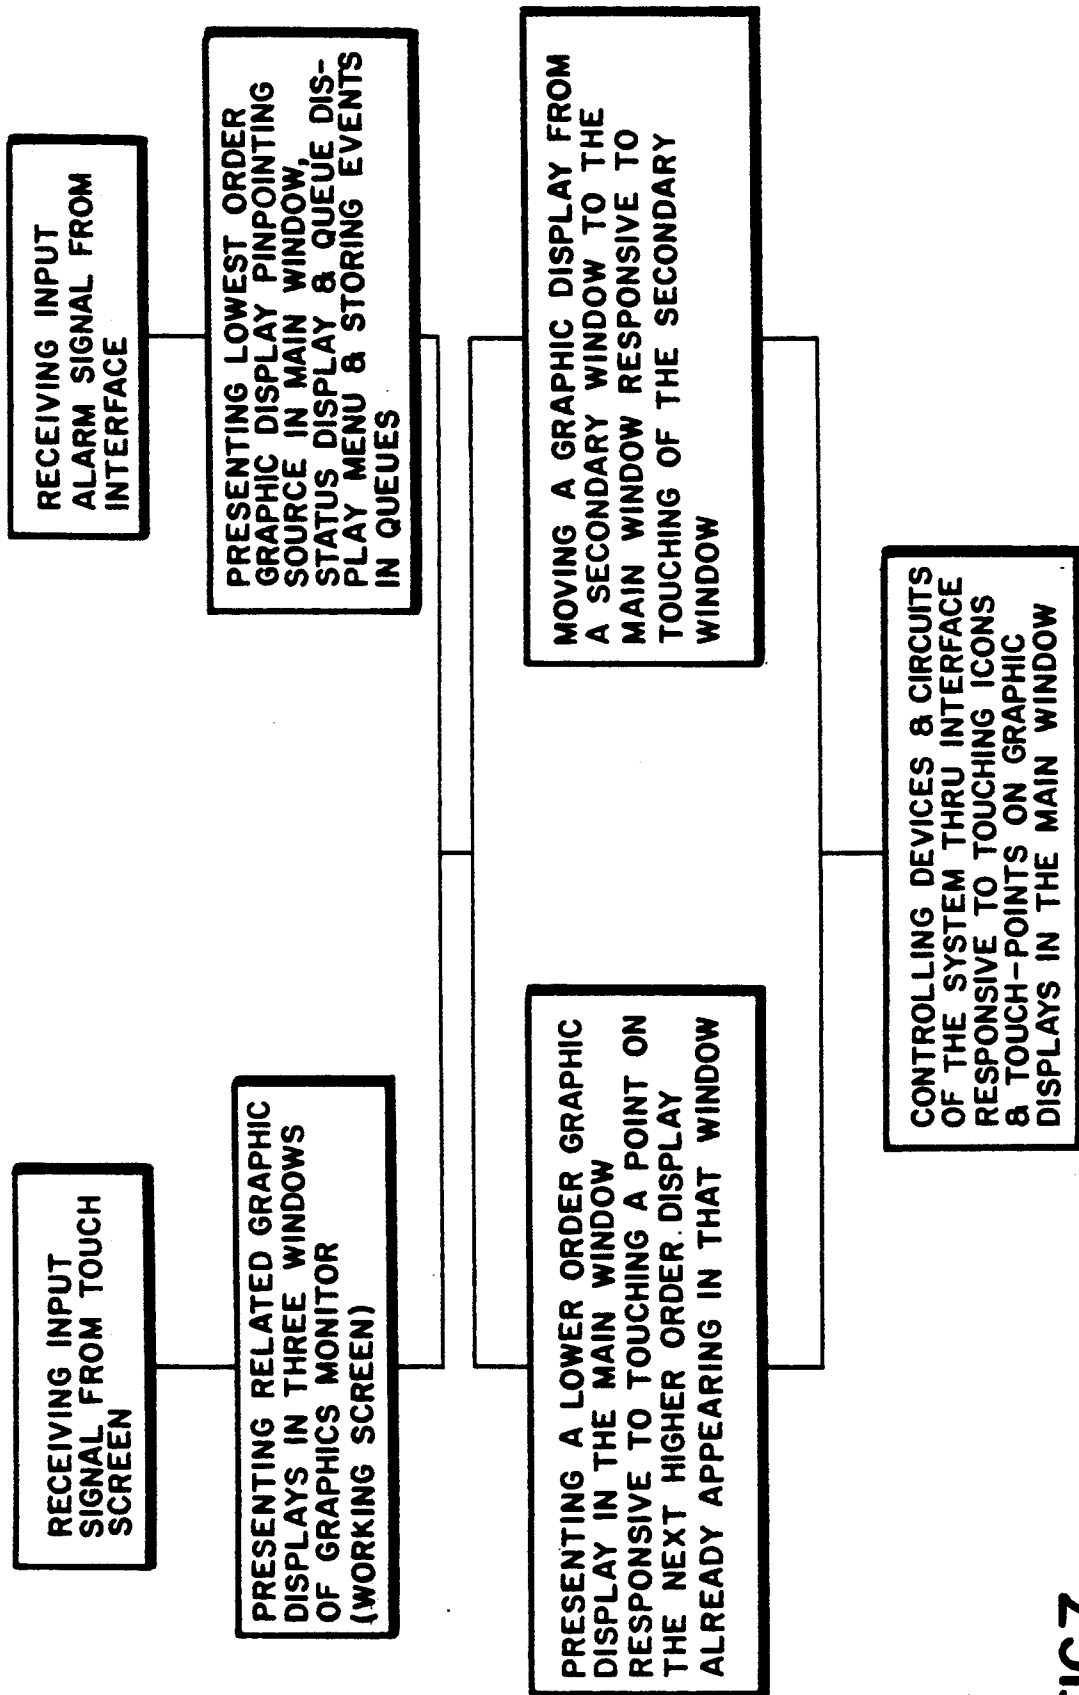 RECEIVING INPUT
SIGNAL FROM TOUCH
SCREEN
RECEIVING INPUT
ALARM SIGNAL FROM
INTERFACE
PRESENTING RELATED GRAPHIC
DISPLAYS IN THREE WINDOWS
OF GRAPHICS MONITOR
(WORKING SCREEN)
PRESENTING LOWEST ORDER
GRAPHIC DISPLAY PINPOINTING
SOURCE IN MAIN WINDOW,
STATUS DISPLAY & QUEUE DIS-
PLAY MENU & STORING EVENTS
IN QUEUES
PRESENTING A LOWER ORDER GRAPHIC
DISPLAY IN THE MAIN WINDOW
RESPONSIVE TO TOUCHING A POINT ON
THE NEXT HIGHER ORDER DISPLAY
ALREADY APPEARING IN THAT WINDOW
MOVING A GRAPHIC DISPLAY FROM
A SECONDARY WINDOW TO THE
MAIN WINDOW RESPONSIVE TO
TOUCHING OF THE SECONDARY
WINDOW
CONTROLLING DEVICES & CIRCUITS
OF THE SYSTEM THRU INTERFACE
RESPONSIVE TO TOUCHING ICONS
& TOUCH-POINTS ON GRAPHIC
DISPLAYS IN THE MAIN WINDOW